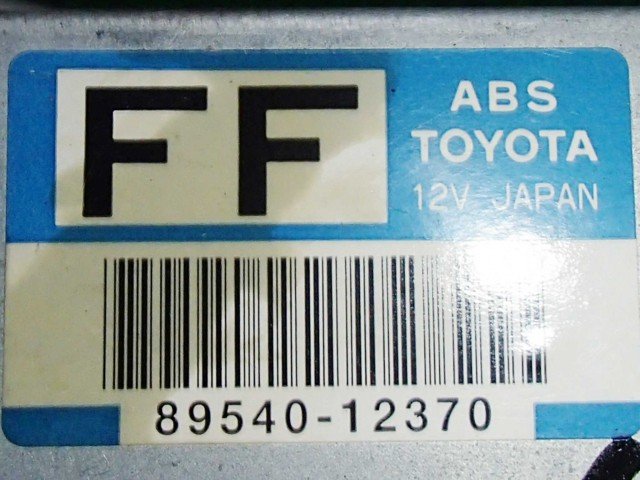 FF
ABS
TOYOTA
12V JAPAN
89540-12370